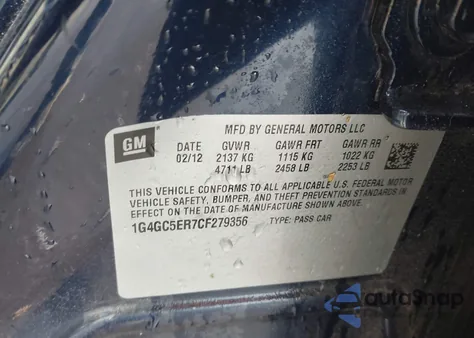 MFD BY GENERAL MOTORS LLC
GM
DATE GVWR GAWR FRT GAWR RR
02/12 2137 KG 1115 KG 1022 KG
4711 LB 2458 LB 2253 LB
THIS VEHICLE CONFORMS TO ALL APPLICABLE U.S. FEDERAL MOTOR
VEHICLE SAFETY, BUMPER, AND THEFT PREVENTION STANDARDS IN
EFFECT ON THE DATE OF MANUFACTURE SHOWN ABOVE.
1G4GC5ER7CF279356 TYPE: PASS CAR
autosnap